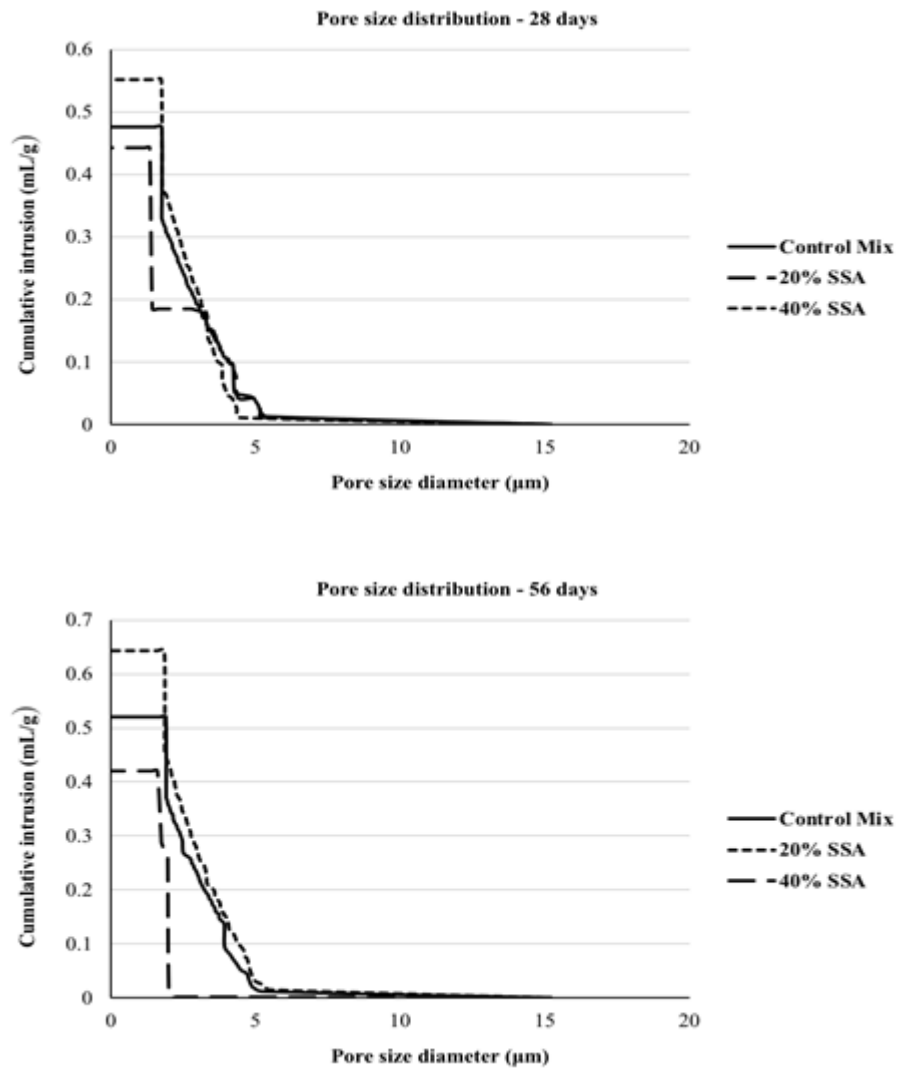 Pore size distribution - 28 days
0.6
0.5
0.4
0.3
0.2
0.1
0
Cumulative intrusion (mL/g)
0 5 10 15 20
Pore size diameter (µm)
Control Mix
20% SSA
40% SSA
Pore size distribution - 56 days
0.7
0.6
0.5
0.4
0.3
0.2
0.1
0
Cumulative intrusion (mL/g)
0 5 10 15 20
Pore size diameter (µm)
Control Mix
20% SSA
40% SSA